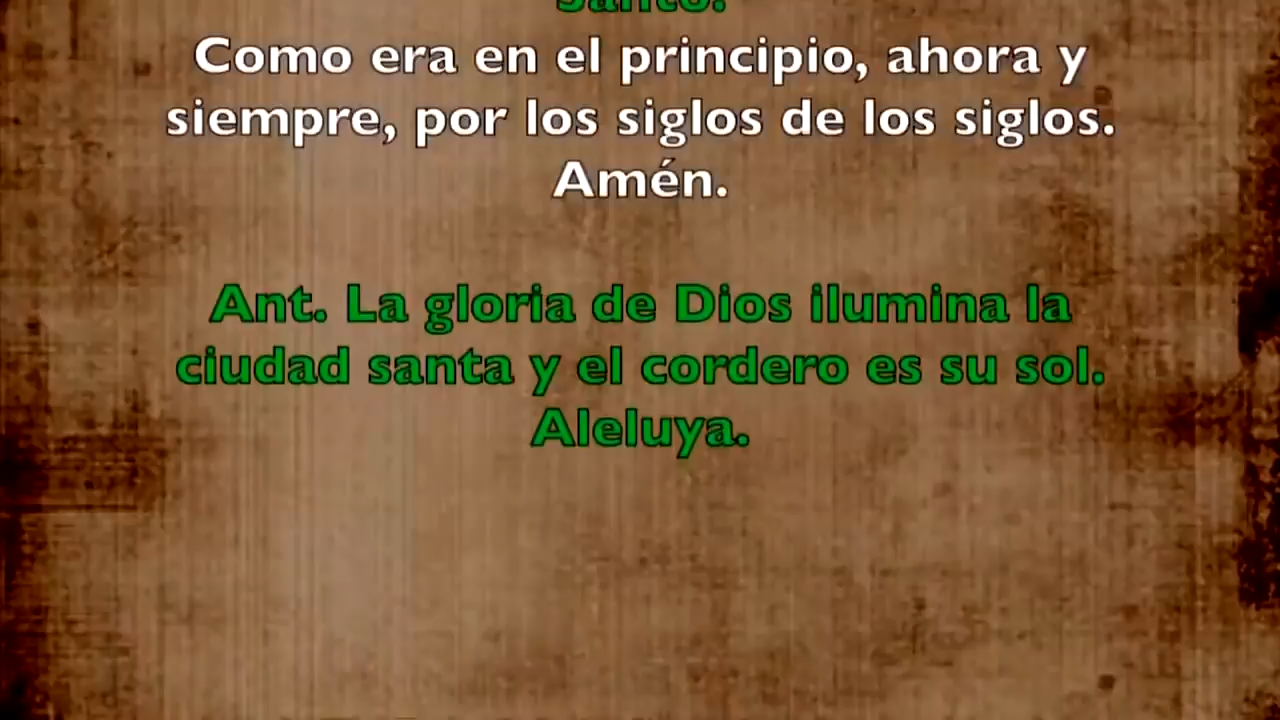 Santo.
Como era en el principio, ahora y
siempre, por los siglos de los siglos.
Amén.
Ant. La gloria de Dios ilumina la
ciudad santa y el cordero es su sol.
Aleluya.